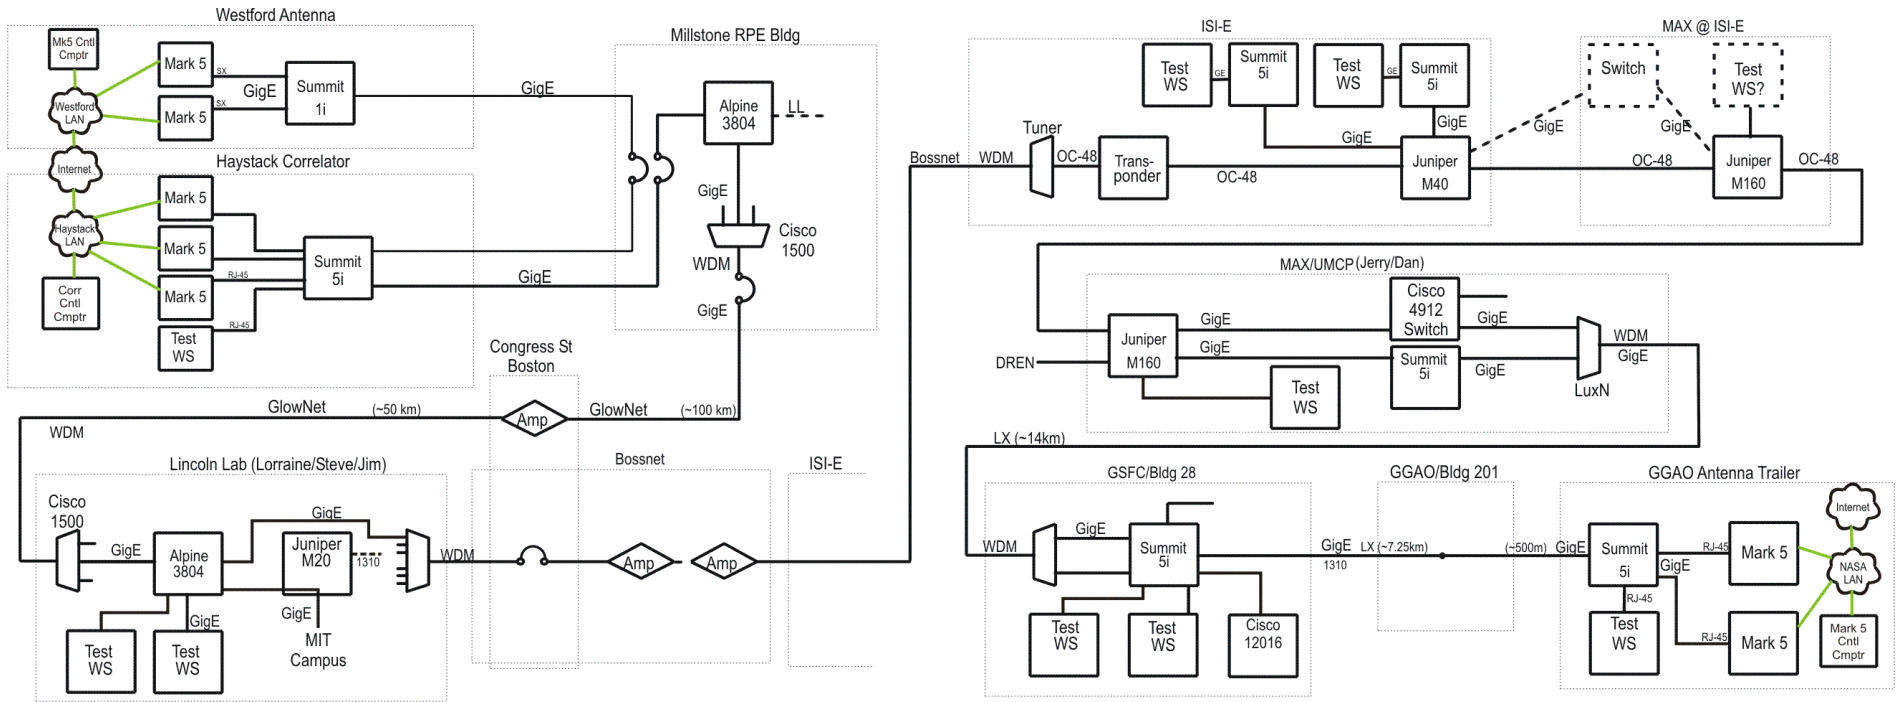 Westford Antenna
Mk5 Cntl
Cmptr
Mark 5
SX
GigE
Summit
1i
GigE
Westford
LAN
Mark 5
SX
Internet
Haystack Correlator
Mark 5
Haystack
LAN
Mark 5
Summit
5i
GigE
RJ-45
Mark 5
Corr
Cntl
Cmptr
RJ-45
Test
WS
Millstone RPE Bldg
Alpine
3804
LL
GigE
Cisco
1500
WDM
GigE
Congress St
Boston
GlowNet
(~50 km)
Amp
GlowNet
(~100 km)
WDM
Lincoln Lab (Lorraine/Steve/Jim)
Cisco
1500
GigE
Alpine
3804
GigE
Juniper
M20
1310
WDM
GigE
GigE
Test
WS
Test
WS
MIT
Campus
Bossnet
Amp
Amp
ISI-E
Bossnet
ISI-E
WDM
Tuner
OC-48
Trans-
ponder
OC-48
Test
WS
GE
Summit
5i
Test
WS
GE
Summit
5i
GigE
GigE
Juniper
M40
GigE
MAX @ ISI-E
Switch
Test
WS?
GigE
OC-48
Juniper
M160
OC-48
MAX/UMCP (Jerry/Dan)
Juniper
M160
DREN
GigE
GigE
Cisco
4912
Switch
GigE
Summit
5i
GigE
Test
WS
LuxN
WDM
GigE
LX (~14km)
GSFC/Bldg 28
WDM
GigE
Summit
5i
Test
WS
Test
WS
Cisco
12016
GigE
1310
LX (~7.25km)
GGAO/Bldg 201
(~500m)
GGAO Antenna Trailer
GigE
Summit
5i
RJ-45
Mark 5
GigE
RJ-45
Test
WS
RJ-45
Mark 5
Internet
NASA
LAN
Mark 5
Cntl
Cmptr